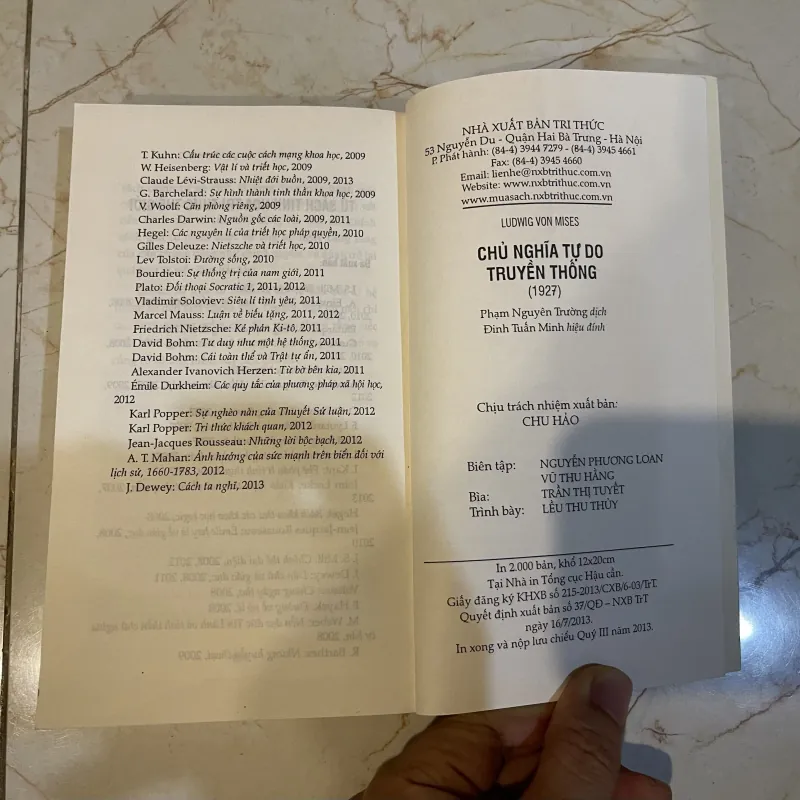 T. Kuhn: Cấu trúc các cuộc cách mạng khoa học, 2009
W. Heisenberg: Vật lí và triết học, 2009
Claude Lévi-Strauss: Nhiệt đới buồn, 2009, 2013
G. Barchelard: Sự hình thành tinh thần khoa học, 2009
V. Woolf: Căn phòng riêng, 2009
Charles Darwin: Nguồn gốc các loài, 2009, 2011
Hegel: Các nguyên lí của triết học pháp quyền, 2010
Gilles Deleuze: Nietszche và triết học, 2010
Lev Tolstoi: Đường sống, 2010
Bourdieu: Sự thống trị của nam giới, 2011
Plato: Đối thoại Socratic 1, 2011, 2012
Vladimir Soloviev: Siêu lí tình yêu, 2011
Marcel Mauss: Luận về biếu tặng, 2011, 2012
Friedrich Nietzsche: Kẻ phản Ki-tô, 2011
David Bohm: Tư duy như một hệ thống, 2011
David Bohm: Cái toàn thể và Trật tự ẩn, 2011
Alexander Ivanovich Herzen: Từ bờ bên kia, 2011
Émile Durkheim: Các quy tắc của phương pháp xã hội học,
2012
Karl Popper: Sự nghèo nàn của Thuyết Sử luận, 2012
Karl Popper: Tri thức khách quan, 2012
Jean-Jacques Rousseau: Những lời bộc bạch, 2012
A. T. Mahan: Ảnh hưởng của sức mạnh trên biển đối với
lịch sử, 1660-1783, 2012
J. Dewey: Cách ta nghĩ, 2013
NHÀ XUẤT BẢN TRI THỨC
53 Nguyễn Du - Quận Hai Bà Trưng - Hà Nội
P. Phát hành: (84-4) 3944 7279 - (84-4) 3945 4661
Fax: (84-4) 3945 4660
Email: lienhe@nxbtrithuc.com.vn
Website: www.nxbtrithuc.com.vn
www.muasach.nxbtrithuc.com.vn
LUDWIG VON MISES
CHỦ NGHĨA TỰ DO
TRUYỀN THỐNG
(1927)
Phạm Nguyên Trường dịch
Đinh Tuấn Minh hiệu đính
Chịu trách nhiệm xuất bản:
CHU HẢO
Biên tập: NGUYỄN PHƯƠNG LOAN
VŨ THU HẰNG
Bìa: TRẦN THỊ TUYẾT
Trình bày: LỀU THU THỦY
In 2.000 bản, khổ 12x20cm
Tại Nhà in Tổng cục Hậu cần.
Giấy đăng ký KHXB số 215-2013/CXB/6-03/TrT.
Quyết định xuất bản số 37/QĐ – NXB TrT
ngày 16/7/2013.
In xong và nộp lưu chiểu Quý III năm 2013.